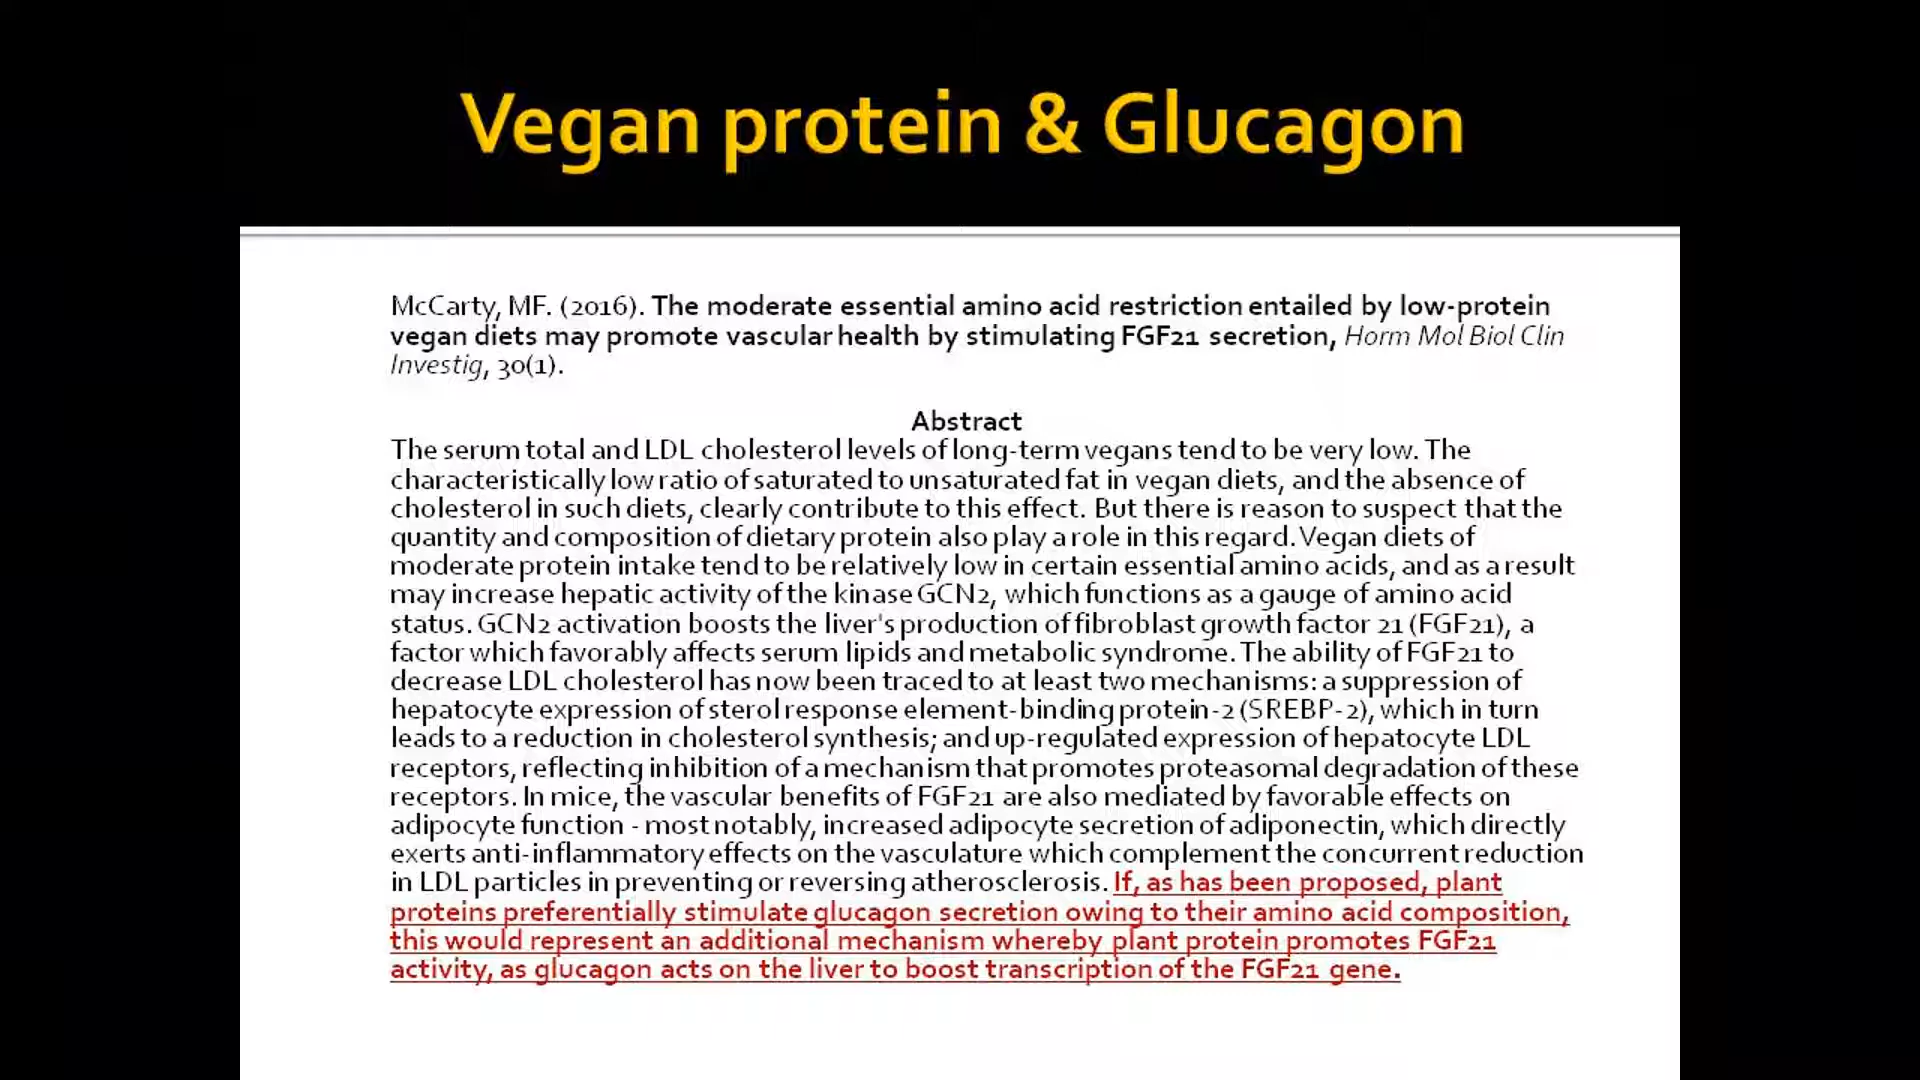 Vegan protein & Glucagon
McCarty, MF. (2016). The moderate essential amino acid restriction entailed by low-protein
vegan diets may promote vascular health by stimulating FGF21 secretion, Horm Mol Biol Clin
Investig, 30(1).
Abstract
The serum total and LDL cholesterol levels of long-term vegans tend to be very low. The
characteristically low ratio of saturated to unsaturated fat in vegan diets, and the absence of
cholesterol in such diets, clearly contribute to this effect. But there is reason to suspect that the
quantity and composition of dietary protein also play a role in this regard. Vegan diets of
moderate protein intake tend to be relatively low in certain essential amino acids, and as a result
may increase hepatic activity of the kinase GCN2, which functions as a gauge of amino acid
status. GCN2 activation boosts the liver's production of fibroblast growth factor 21 (FGF21), a
factor which favorably affects serum lipids and metabolic syndrome. The ability of FGF21 to
decrease LDL cholesterol has now been traced to at least two mechanisms: a suppression of
hepatocyte expression of sterol response element-binding protein-2 (SREBP-2), which in turn
leads to a reduction in cholesterol synthesis; and up-regulated expression of hepatocyte LDL
receptors, reflecting inhibition of a mechanism that promotes proteasomal degradation of these
receptors. In mice, the vascular benefits of FGF21 are also mediated by favorable effects on
adipocyte function - most notably, increased adipocyte secretion of adiponectin, which directly
exerts anti-inflammatory effects on the vasculature which complement the concurrent reduction
in LDL particles in preventing or reversing atherosclerosis. If, as has been proposed, plant
proteins preferentially stimulate glucagon secretion owing to their amino acid composition,
this would represent an additional mechanism whereby plant protein promotes FGF21
activity, as glucagon acts on the liver to boost transcription of the FGF21 gene.